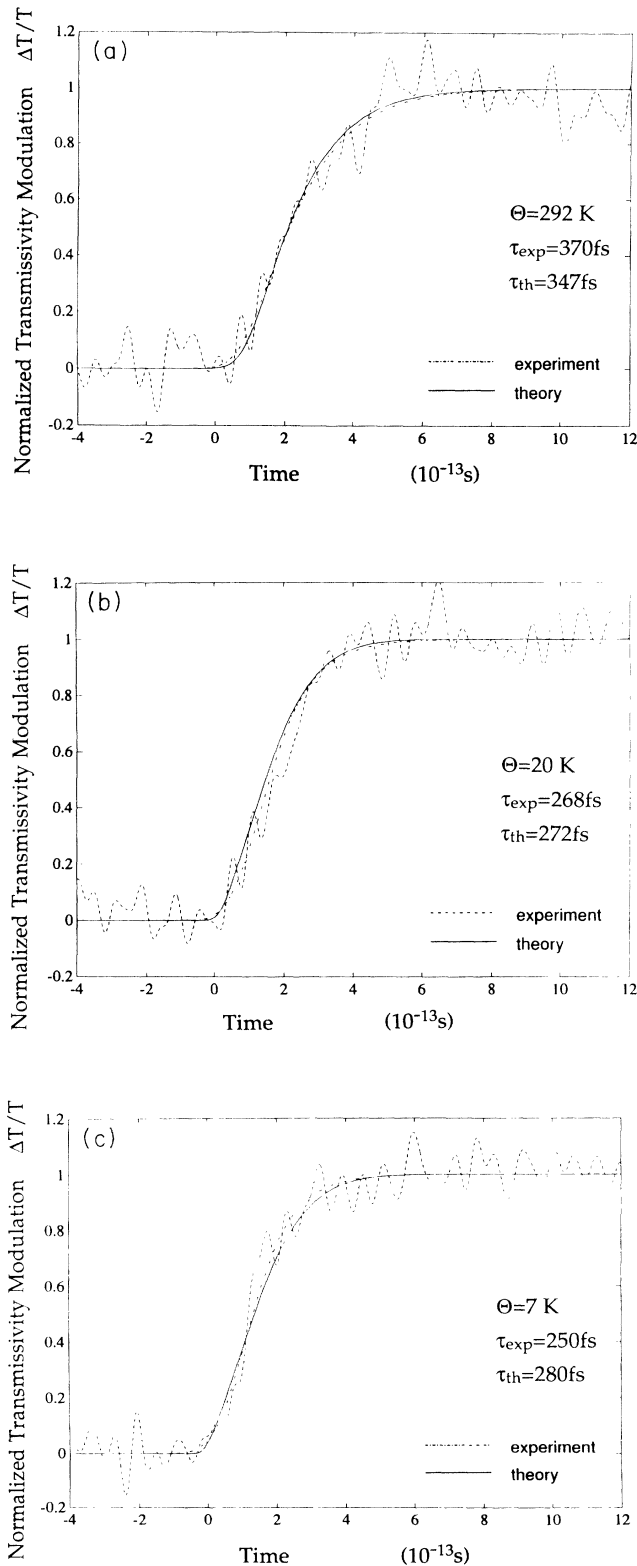 Normalized Transmissivity Modulation ΔT/T
(a)
1.2
1
0.8
0.6
0.4
0.2
0
-0.2
Θ=292 K
τexp=370fs
τth=347fs
experiment
theory
-4 -2 0 2 4 6 8 10 12
Time (10⁻¹³s)
Normalized Transmissivity Modulation ΔT/T
(b)
1.2
1
0.8
0.6
0.4
0.2
0
-0.2
Θ=20 K
τexp=268fs
τth=272fs
experiment
theory
-4 -2 0 2 4 6 8 10 12
Time (10⁻¹³s)
Normalized Transmissivity Modulation ΔT/T
(c)
1.2
1
0.8
0.6
0.4
0.2
0
-0.2
Θ=7 K
τexp=250fs
τth=280fs
experiment
theory
-4 -2 0 2 4 6 8 10 12
Time (10⁻¹³s)